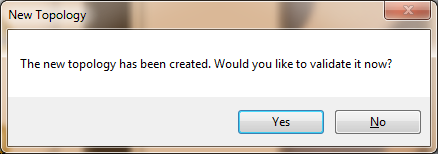 New Topology
The new topology has been created. Would you like to validate it now?
Yes
No